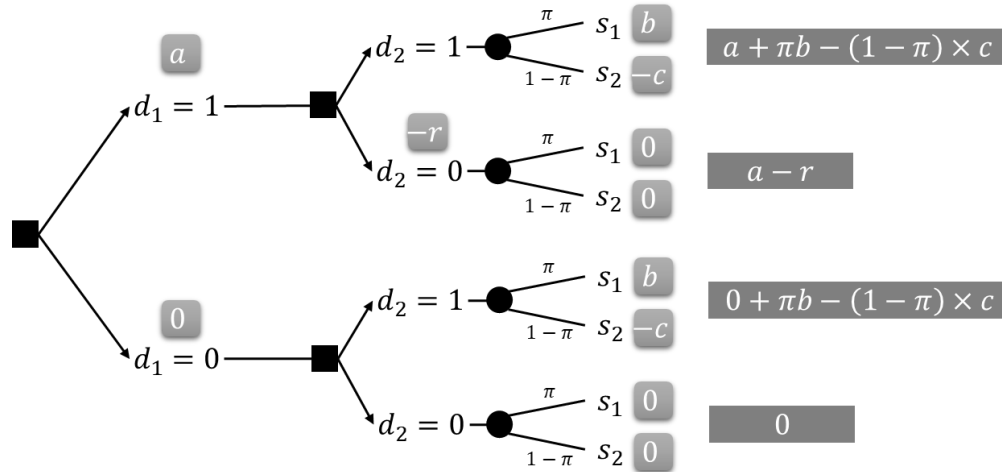 a
d₁ = 1
d₂ = 1
π
s₁ b
1 − π
s₂ −c
a + πb − (1 − π) × c
−r
d₂ = 0
π
s₁ 0
1 − π
s₂ 0
a − r
0
d₁ = 0
d₂ = 1
π
s₁ b
1 − π
s₂ −c
0 + πb − (1 − π) × c
d₂ = 0
π
s₁ 0
1 − π
s₂ 0
0